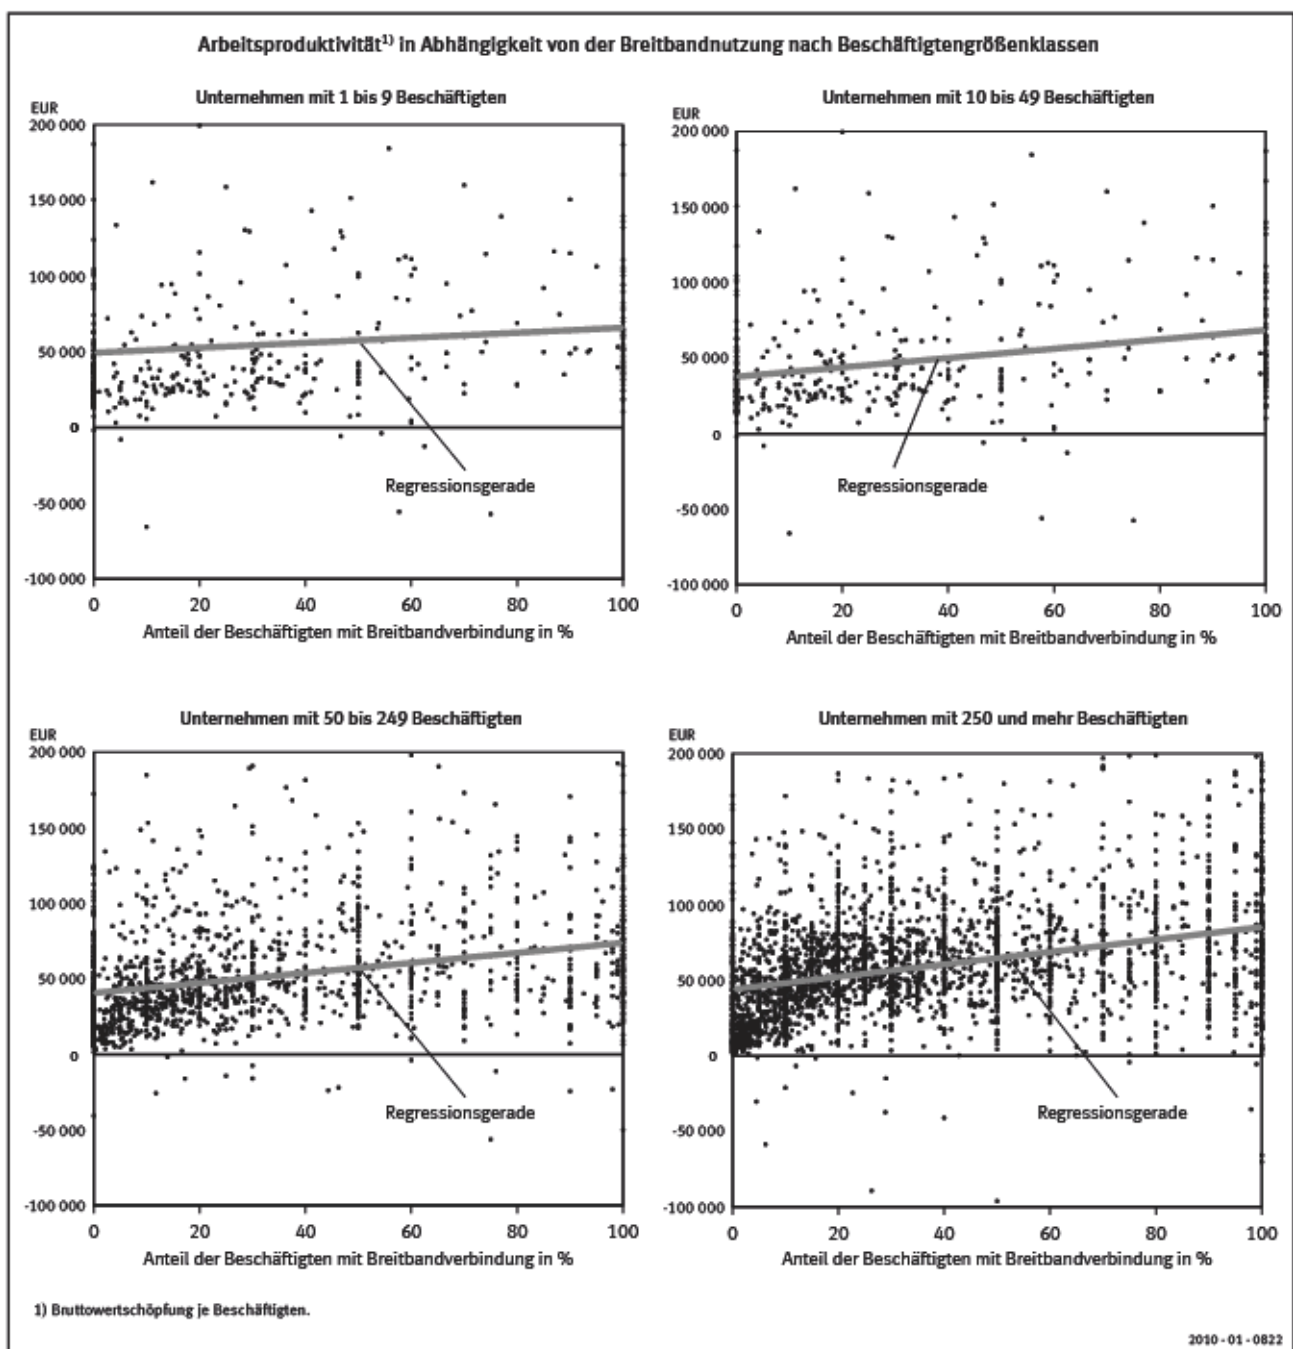 Arbeitsproduktivität1) in Abhängigkeit von der Breitbandnutzung nach Beschäftigtengrößenklassen
Unternehmen mit 1 bis 9 Beschäftigten
EUR
200 000
150 000
100 000
50 000
0
-50 000
-100 000
Regressionsgerade
0 20 40 60 80 100
Anteil der Beschäftigten mit Breitbandverbindung in %
Unternehmen mit 10 bis 49 Beschäftigten
EUR
200 000
150 000
100 000
50 000
0
-50 000
-100 000
Regressionsgerade
0 20 40 60 80 100
Anteil der Beschäftigten mit Breitbandverbindung in %
Unternehmen mit 50 bis 249 Beschäftigten
EUR
200 000
150 000
100 000
50 000
0
-50 000
-100 000
Regressionsgerade
0 20 40 60 80 100
Anteil der Beschäftigten mit Breitbandverbindung in %
Unternehmen mit 250 und mehr Beschäftigten
EUR
200 000
150 000
100 000
50 000
0
-50 000
-100 000
Regressionsgerade
0 20 40 60 80 100
Anteil der Beschäftigten mit Breitbandverbindung in %
1) Bruttowertschöpfung je Beschäftigten.
2010 - 01 - 0822